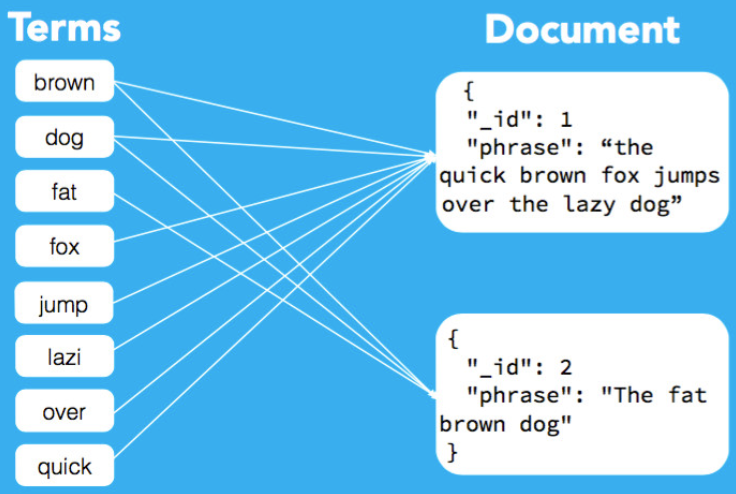 Terms
brown
dog
fat
fox
jump
lazi
over
quick
Document
{
"_id": 1
"phrase": “the
quick brown fox jumps
over the lazy dog”
{
"_id": 2
"phrase": "The fat
brown dog"
}